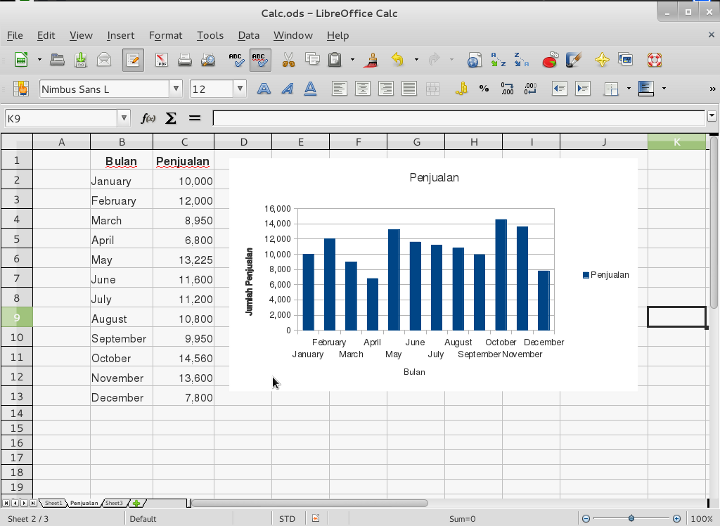 Calc.ods - LibreOffice Calc
File Edit View Insert Format Tools Data Window Help
ABC ABC
Nimbus Sans L 12
K9
A B C D E F G H I J K
1 Bulan Penjualan
2 January 10,000
3 February 12,000
4 March 8,950
5 April 6,800
6 May 13,225
7 June 11,600
8 July 11,200
9 August 10,800
10 September 9,950
11 October 14,560
12 November 13,600
13 December 7,800
14
15
16
17
18
19
Penjualan
16,000
14,000
12,000
10,000
8,000
6,000
4,000
2,000
0
Jumlah Penjualan
February April June August October December
January March May July September November
Bulan
Penjualan
Sheet1 Penjualan Sheet3
Sheet 2 / 3 Default STD Sum=0 100%